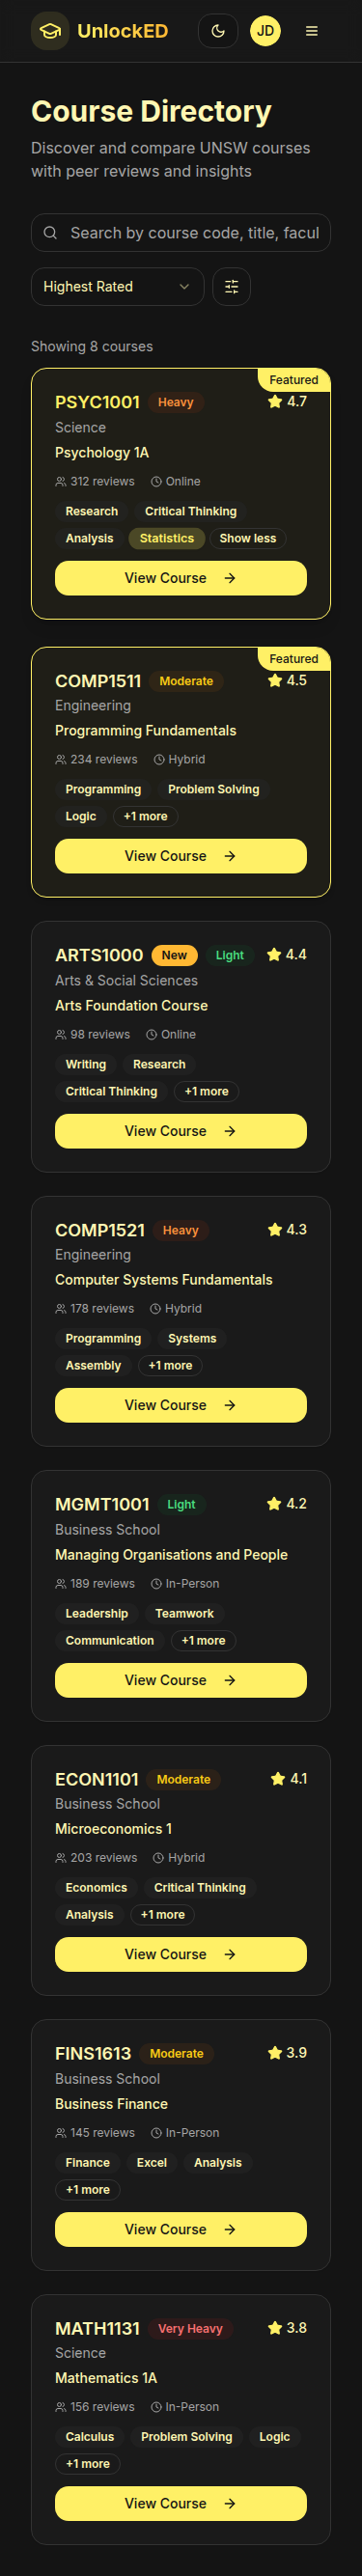 UnlockED
JD
Course Directory
Discover and compare UNSW courses
with peer reviews and insights
Search by course code, title, facul
Highest Rated
Showing 8 courses
Featured
PSYC1001 Heavy 4.7
Science
Psychology 1A
312 reviews Online
Research Critical Thinking
Analysis Statistics Show less
View Course
Featured
COMP1511 Moderate 4.5
Engineering
Programming Fundamentals
234 reviews Hybrid
Programming Problem Solving
Logic +1 more
View Course
ARTS1000 New Light 4.4
Arts & Social Sciences
Arts Foundation Course
98 reviews Online
Writing Research
Critical Thinking +1 more
View Course
COMP1521 Heavy 4.3
Engineering
Computer Systems Fundamentals
178 reviews Hybrid
Programming Systems
Assembly +1 more
View Course
MGMT1001 Light 4.2
Business School
Managing Organisations and People
189 reviews In-Person
Leadership Teamwork
Communication +1 more
View Course
ECON1101 Moderate 4.1
Business School
Microeconomics 1
203 reviews Hybrid
Economics Critical Thinking
Analysis +1 more
View Course
FINS1613 Moderate 3.9
Business School
Business Finance
145 reviews In-Person
Finance Excel Analysis
+1 more
View Course
MATH1131 Very Heavy 3.8
Science
Mathematics 1A
156 reviews In-Person
Calculus Problem Solving Logic
+1 more
View Course